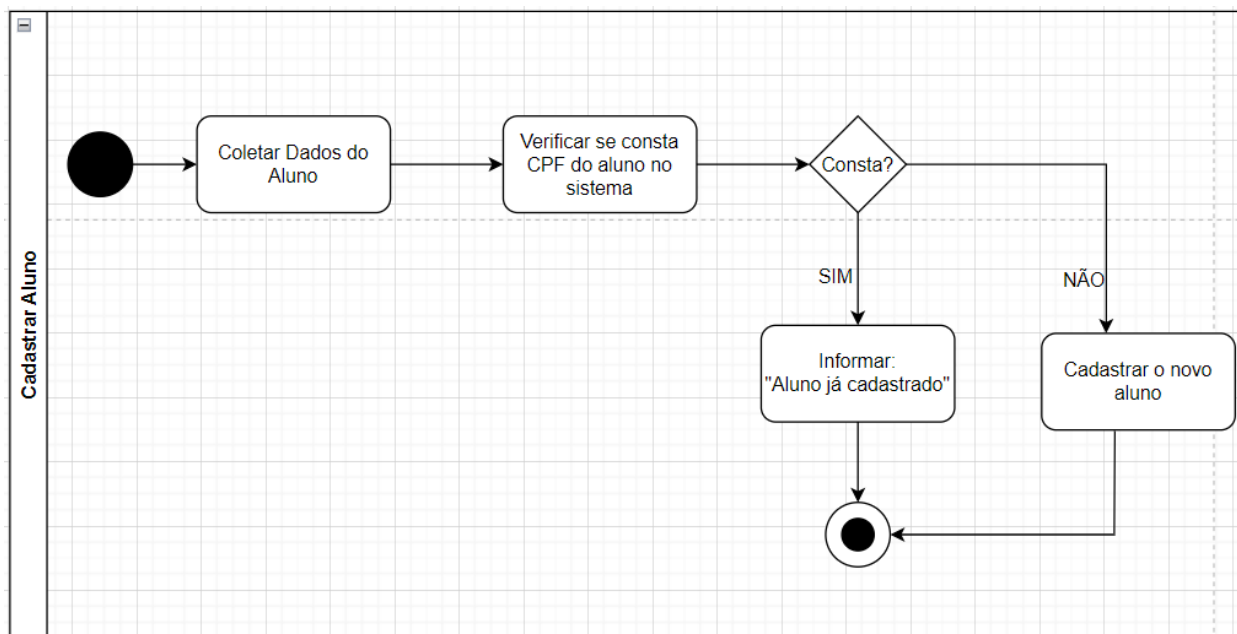 Cadastrar Aluno
Coletar Dados do
Aluno
Verificar se consta
CPF do aluno no
sistema
Consta?
SIM
NÃO
Informar:
"Aluno já cadastrado"
Cadastrar o novo
aluno